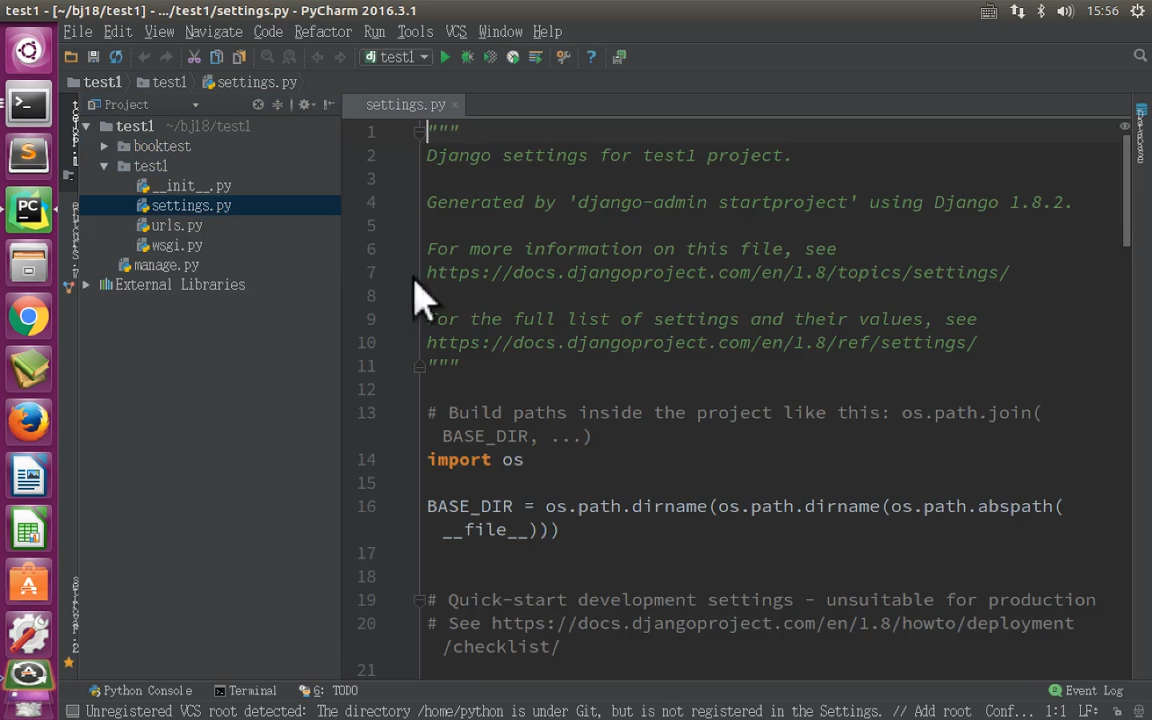 test1 - [~/bj18/test1] - .../test1/settings.py - PyCharm 2016.3.1
15:56
File Edit View Navigate Code Refactor Run Tools VCS Window Help
dj test1
test1 test1 settings.py
Project
settings.py ×
test1 ~/bj18/test1
booktest
test1
__init__.py
settings.py
urls.py
wsgi.py
manage.py
External Libraries
1 """
2 Django settings for test1 project.
3
4 Generated by 'django-admin startproject' using Django 1.8.2.
5
6 For more information on this file, see
7 https://docs.djangoproject.com/en/1.8/topics/settings/
8
9 for the full list of settings and their values, see
10 https://docs.djangoproject.com/en/1.8/ref/settings/
11 """
12
13 # Build paths inside the project like this: os.path.join(
BASE_DIR, ...)
14 import os
15
16 BASE_DIR = os.path.dirname(os.path.dirname(os.path.abspath(
__file__)))
17
18
19 # Quick-start development settings - unsuitable for production
20 # See https://docs.djangoproject.com/en/1.8/howto/deployment
/checklist/
21
Python Console Terminal 6: TODO Event Log
Unregistered VCS root detected: The directory /home/python is under Git, but is not registered in the Settings. // Add root Conf... 1:1 LF÷